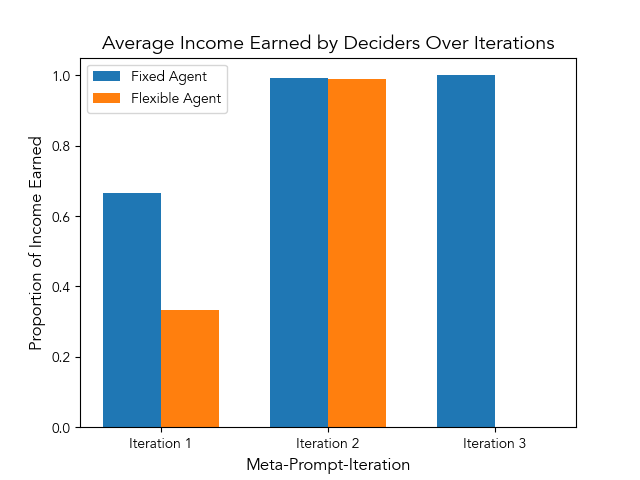 Average Income Earned by Deciders Over Iterations
Fixed Agent
Flexible Agent
Proportion of Income Earned
1.0
0.8
0.6
0.4
0.2
0.0
Iteration 1
Iteration 2
Iteration 3
Meta-Prompt-Iteration